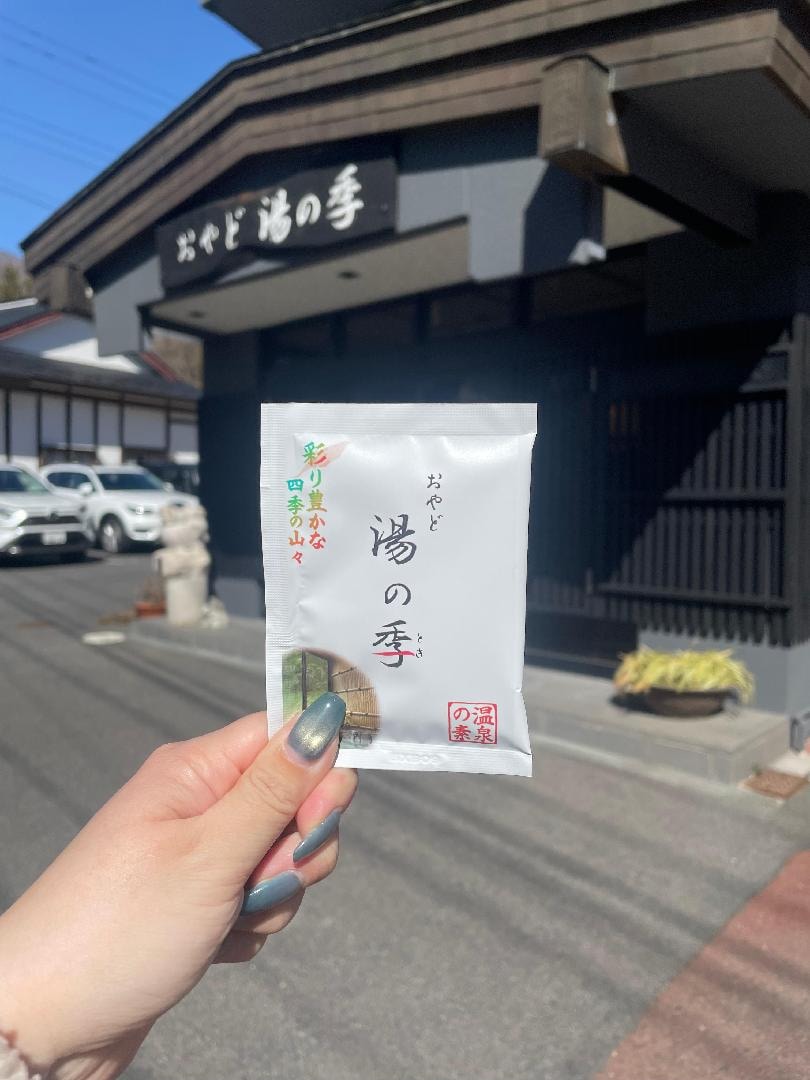 おやど 湯の季
おやど
湯の季
とき
彩り豊かな
四季の山々
温泉
の素